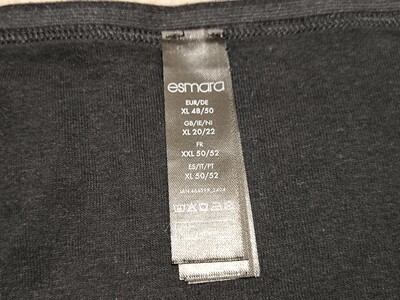 esmara
EUR/DE
XL 48/50
GB/IE/NI
XL 20/22
FR
XXL 50/52
ES/IT/PT
XL 50/52